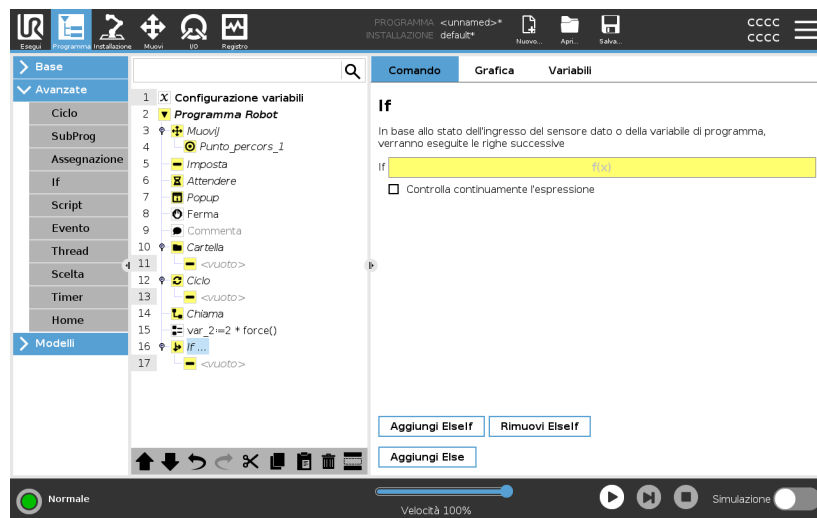 PROGRAMMA <unnamed>*
INSTALLAZIONE default*
CCCC
CCCC
Esegui Programma Installazione Muovi I/O Registro Nuovo... Apri... Salva...
Base
Avanzate
Ciclo
SubProg
Assegnazione
If
Script
Evento
Thread
Scelta
Timer
Home
Modelli
1 X Configurazione variabili
2 Programma Robot
3 MuoviJ
4 Punto_percors_1
5 Imposta
6 Attendere
7 Popup
8 Ferma
9 Commenta
10 Cartella
11 <vuoto>
12 Ciclo
13 <vuoto>
14 Chiama
15 var_2:=2 * force()
16 If ...
17 <vuoto>
Comando Grafica Variabili
If
In base allo stato dell'ingresso del sensore dato o della variabile di programma,
verranno eseguite le righe successive
If f(x)
Controlla continuamente l'espressione
Aggiungi ElseIf Rimuovi ElseIf
Aggiungi Else
Normale
Velocità 100%
Simulazione